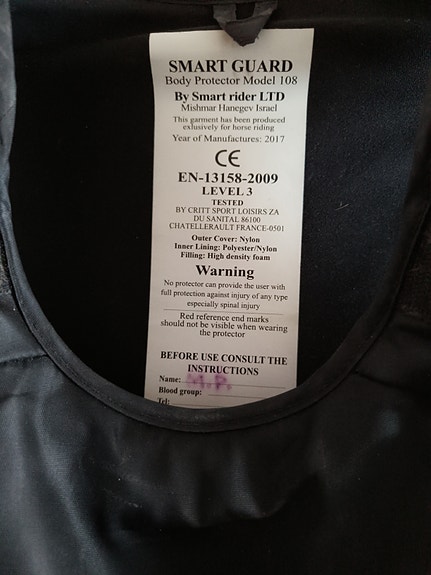 SMART GUARD
Body Protector Model 108
By Smart rider LTD
Mishmar Hanegev Israel
This garment has been produced
exlusively for horse riding
Year of Manufactures: 2017
CE
EN-13158-2009
LEVEL 3
TESTED
BY CRITT SPORT LOISIRS ZA
DU SANITAL 86100
CHATELLERAULT FRANCE-0501
Outer Cover: Nylon
Inner Lining: Polyester/Nylon
Filling: High density foam
Warning
No protector can provide the user with
full protection against injury of any type
especially spinal injury
Red reference end marks
should not be visible when wearing
the protector
BEFORE USE CONSULT THE
INSTRUCTIONS
Name:
Blood group:
Tel: